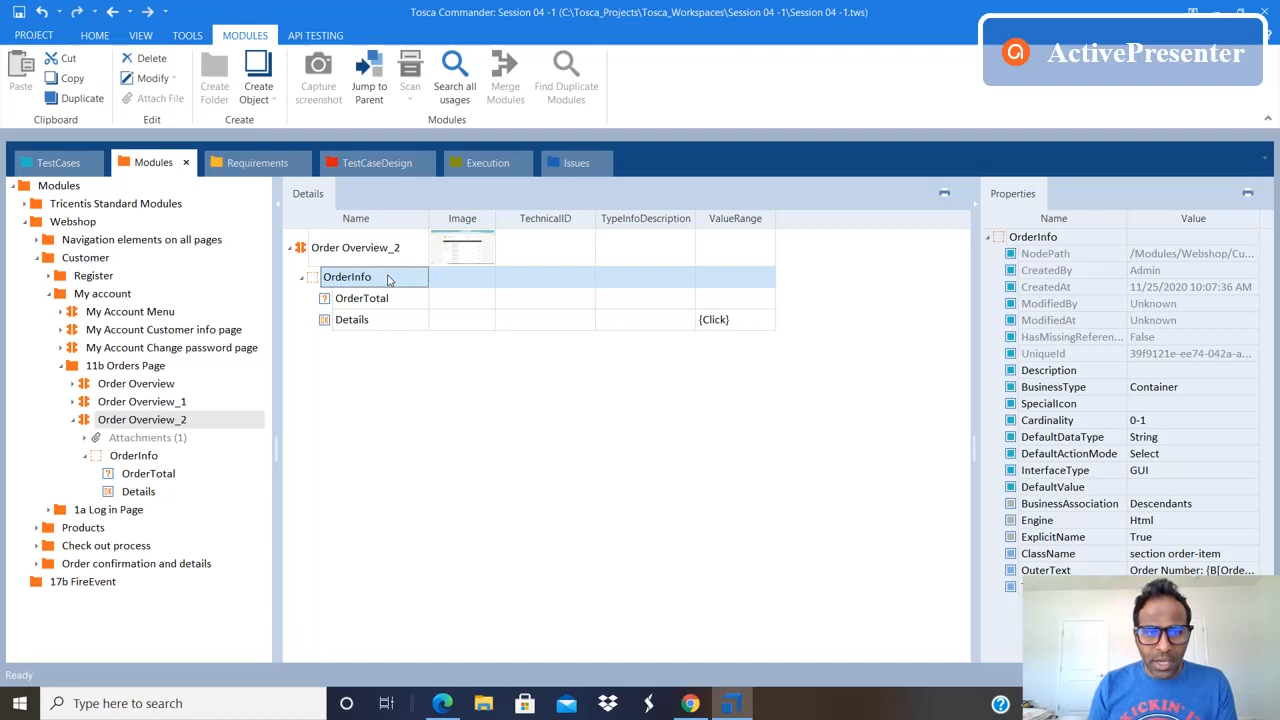 Tosca Commander: Session 04 -1 (C:\Tosca_Projects\Tosca_Workspaces\Session 04 -1\Session 04 -1.tws)
ActivePresenter
PROJECT HOME VIEW TOOLS MODULES API TESTING
Paste
Cut
Copy
Duplicate
Clipboard
Delete
Modify
Attach File
Edit
Create Folder
Create Object
Create
Capture screenshot
Jump to Parent
Scan
Search all usages
Merge Modules
Find Duplicate Modules
Modules
TestCases Modules × Requirements TestCaseDesign Execution Issues
Modules
Tricentis Standard Modules
Webshop
Navigation elements on all pages
Customer
Register
My account
My Account Menu
My Account Customer info page
My Account Change password page
11b Orders Page
Order Overview
Order Overview_1
Order Overview_2
Attachments (1)
OrderInfo
OrderTotal
Details
1a Log in Page
Products
Check out process
Order confirmation and details
17b FireEvent
Details
Name Image TechnicalID TypeInfoDescription ValueRange
Order Overview_2
OrderInfo
OrderTotal
Details {Click}
Properties
Name Value
OrderInfo
NodePath /Modules/Webshop/Cu...
CreatedBy Admin
CreatedAt 11/25/2020 10:07:36 AM
ModifiedBy Unknown
ModifiedAt Unknown
HasMissingReferen... False
UniqueId 39f9121e-ee74-042a-a...
Description
BusinessType Container
SpecialIcon
Cardinality 0-1
DefaultDataType String
DefaultActionMode Select
InterfaceType GUI
DefaultValue
BusinessAssociation Descendants
Engine Html
ExplicitName True
ClassName section order-item
OuterText Order Number: {B[Orde...
Ready
Type here to search